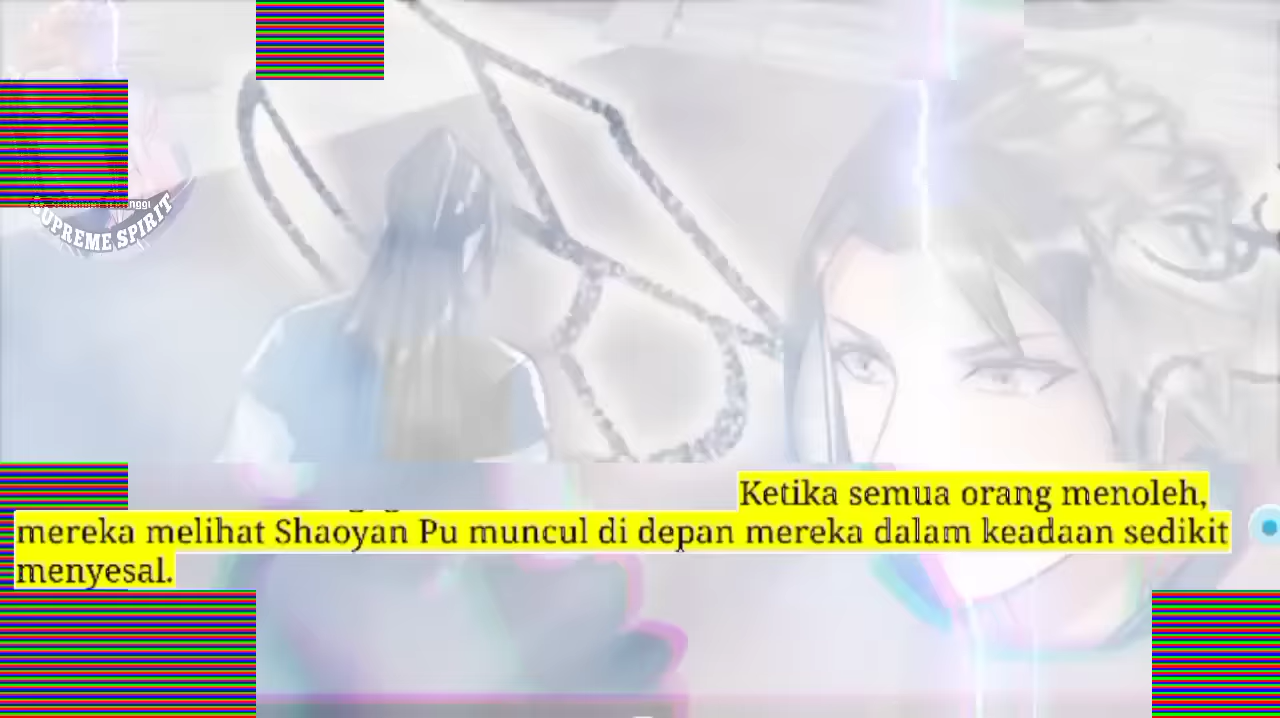 SUPREME SPIRIT
Ketika semua orang menoleh,
mereka melihat Shaoyan Pu muncul di depan mereka dalam keadaan sedikit
menyesal.